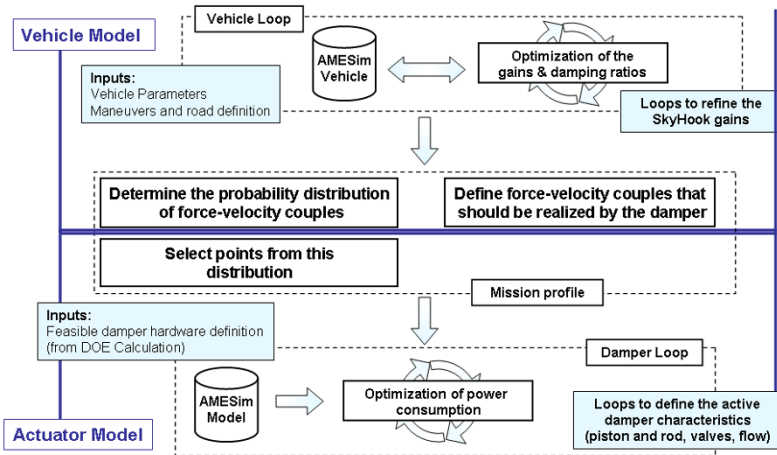 Vehicle Model
Vehicle Loop
AMESim
Vehicle
Optimization of the
gains & damping ratios
Inputs:
Vehicle Parameters
Maneuvers and road definition
Loops to refine the
SkyHook gains
Determine the probability distribution
of force-velocity couples
Define force-velocity couples that
should be realized by the damper
Select points from this
distribution
Mission profile
Inputs:
Feasible damper hardware definition
(from DOE Calculation)
Damper Loop
AMESim
Model
Optimization of power
consumption
Loops to define the active
damper characteristics
(piston and rod, valves, flow)
Actuator Model